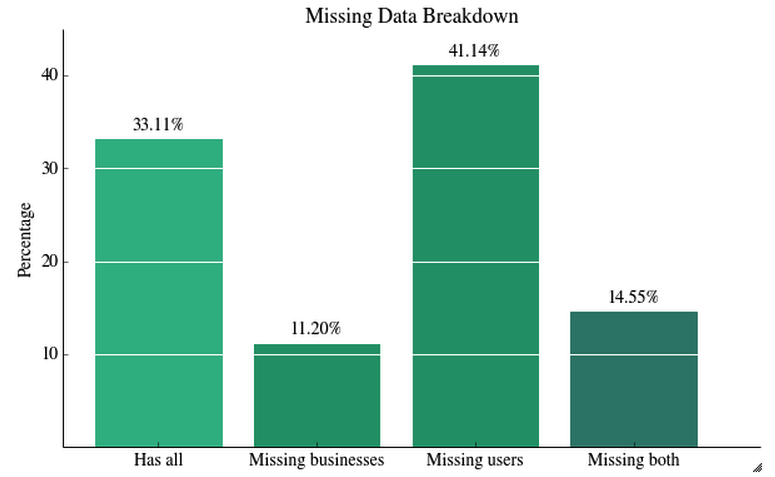 Missing Data Breakdown
41.14%
40
33.11%
30
Percentage
20
14.55%
11.20%
10
Has all
Missing businesses
Missing users
Missing both